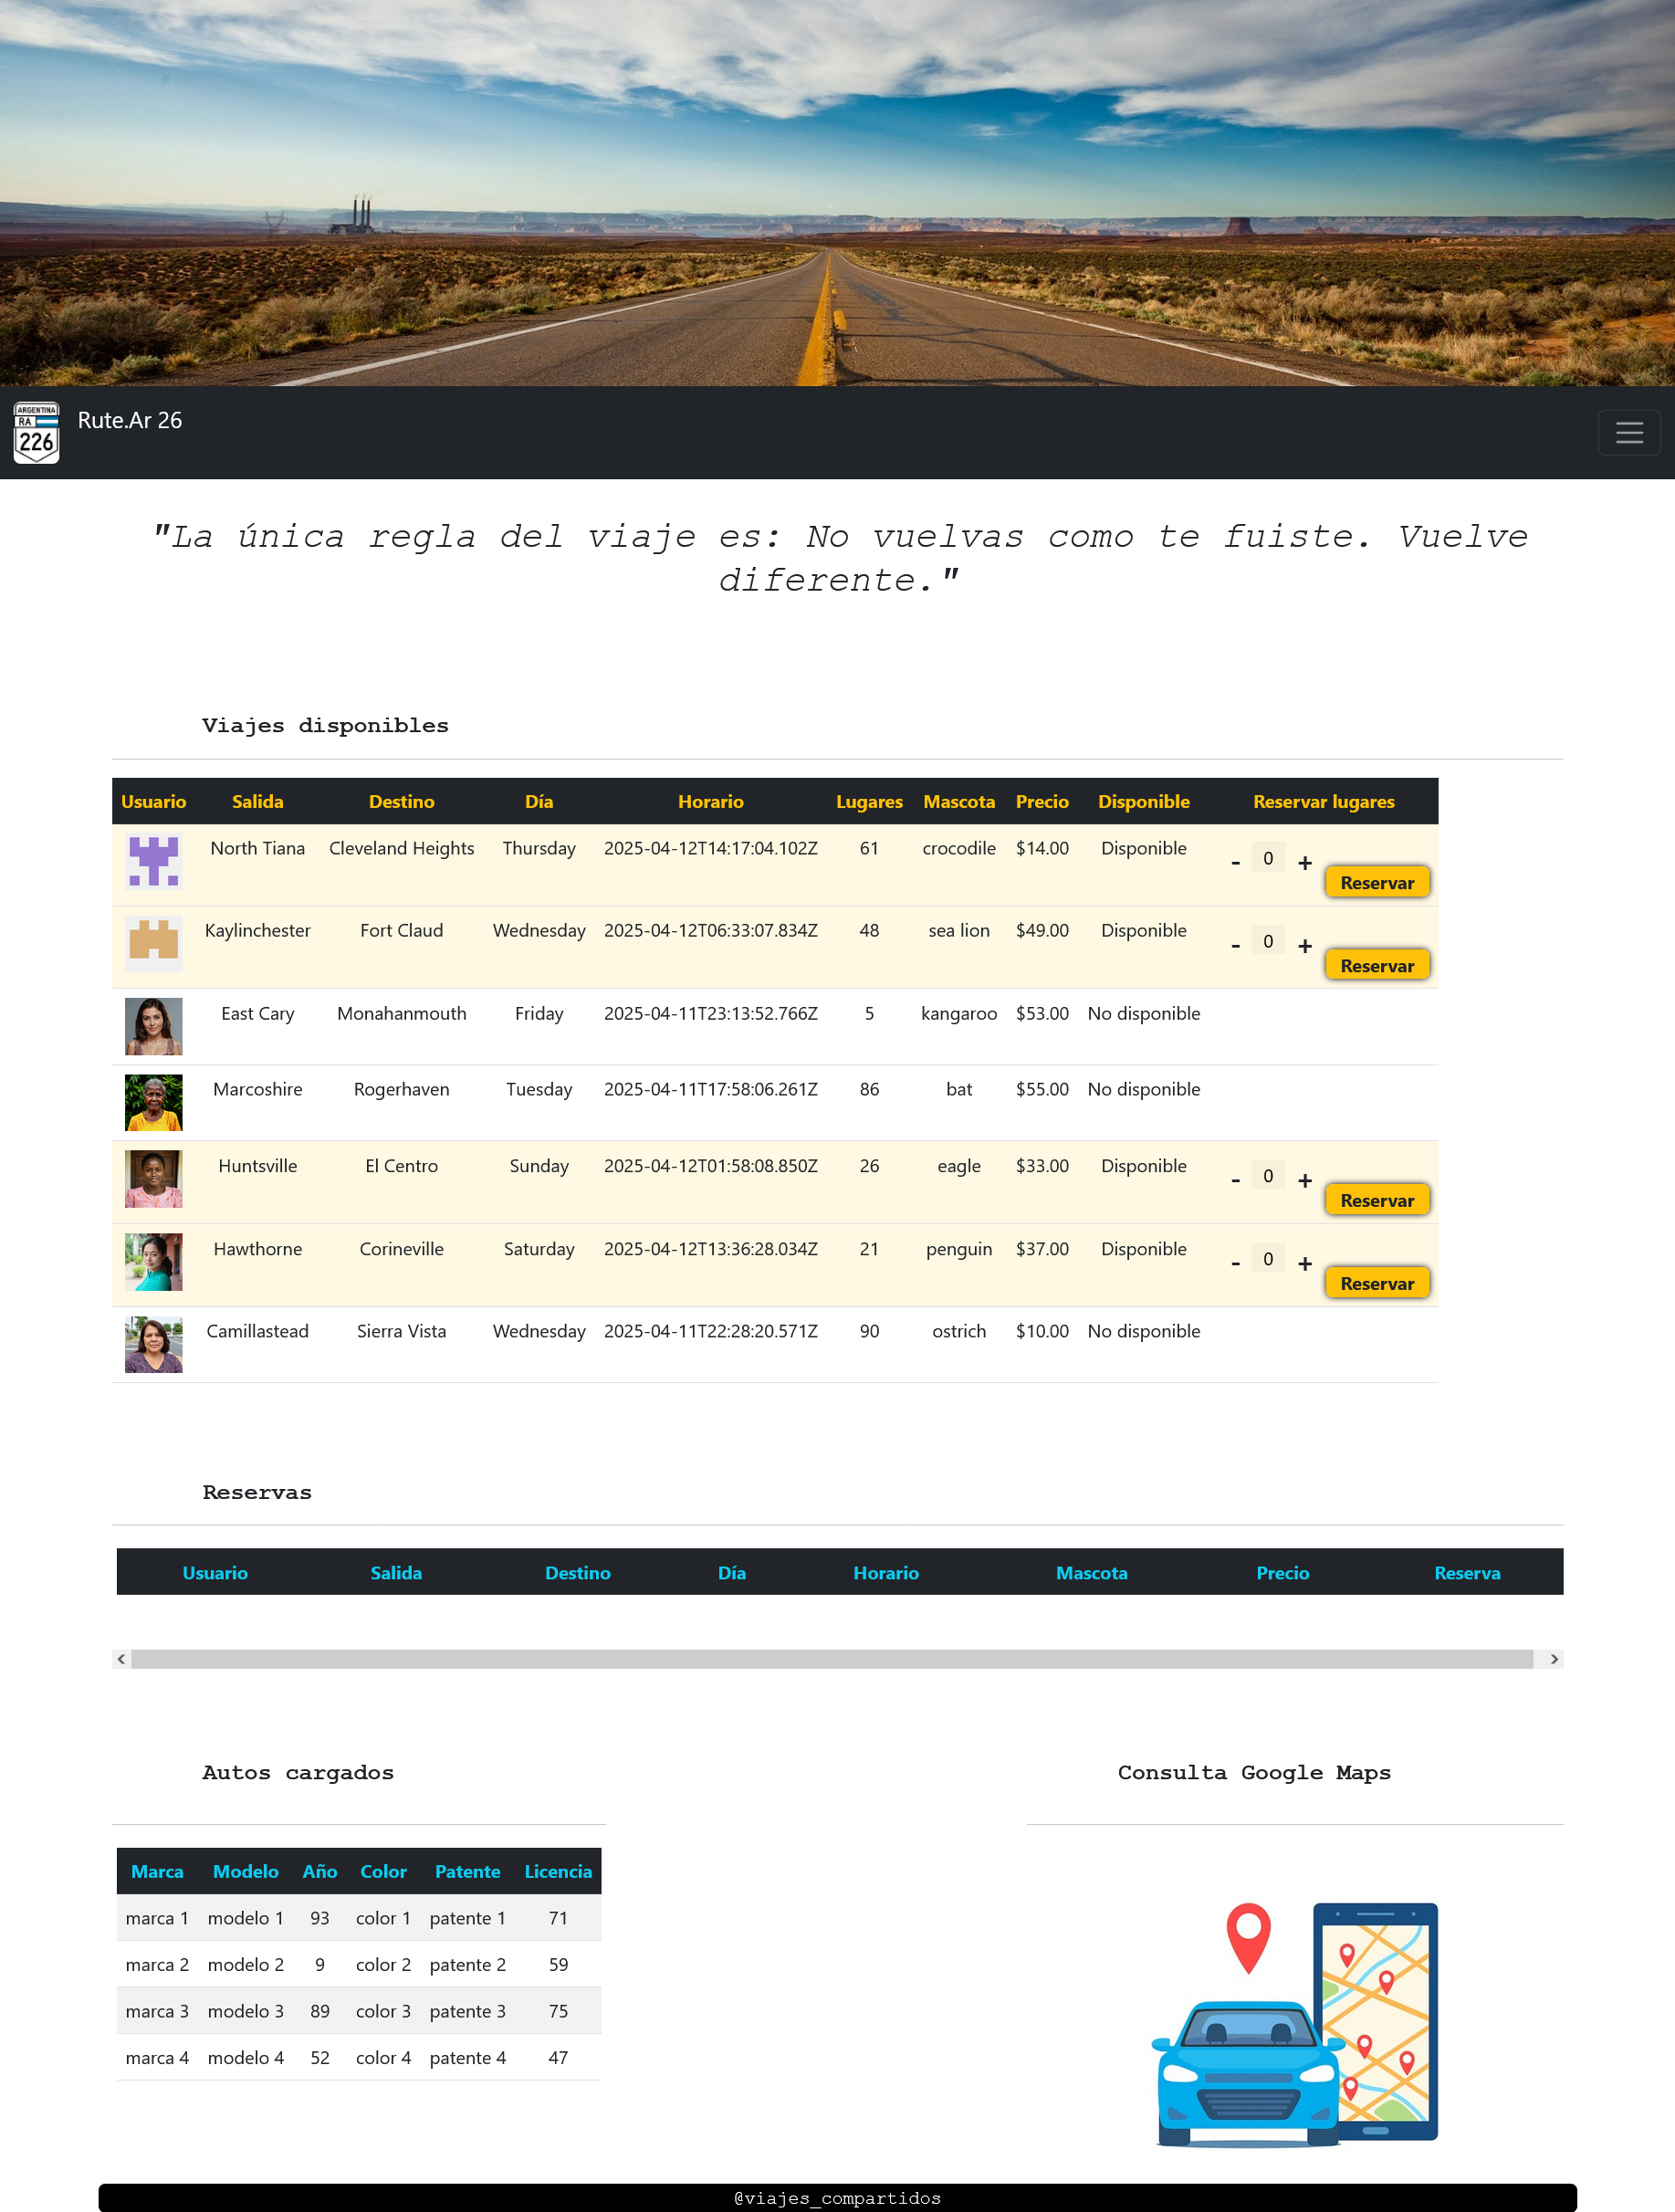 ARGENTINA
RA
226
Rute.Ar 26
"La única regla del viaje es: No vuelvas como te fuiste. Vuelve
diferente."
Viajes disponibles
Usuario Salida Destino Día Horario Lugares Mascota Precio Disponible Reservar lugares
North Tiana Cleveland Heights Thursday 2025-04-12T14:17:04.102Z 61 crocodile $14.00 Disponible - 0 + Reservar
Kaylinchester Fort Claud Wednesday 2025-04-12T06:33:07.834Z 48 sea lion $49.00 Disponible - 0 + Reservar
East Cary Monahanmouth Friday 2025-04-11T23:13:52.766Z 5 kangaroo $53.00 No disponible
Marcoshire Rogerhaven Tuesday 2025-04-11T17:58:06.261Z 86 bat $55.00 No disponible
Huntsville El Centro Sunday 2025-04-12T01:58:08.850Z 26 eagle $33.00 Disponible - 0 + Reservar
Hawthorne Corineville Saturday 2025-04-12T13:36:28.034Z 21 penguin $37.00 Disponible - 0 + Reservar
Camillastead Sierra Vista Wednesday 2025-04-11T22:28:20.571Z 90 ostrich $10.00 No disponible
Reservas
Usuario Salida Destino Día Horario Mascota Precio Reserva
Autos cargados
Marca Modelo Año Color Patente Licencia
marca 1 modelo 1 93 color 1 patente 1 71
marca 2 modelo 2 9 color 2 patente 2 59
marca 3 modelo 3 89 color 3 patente 3 75
marca 4 modelo 4 52 color 4 patente 4 47
Consulta Google Maps
@viajes_compartidos